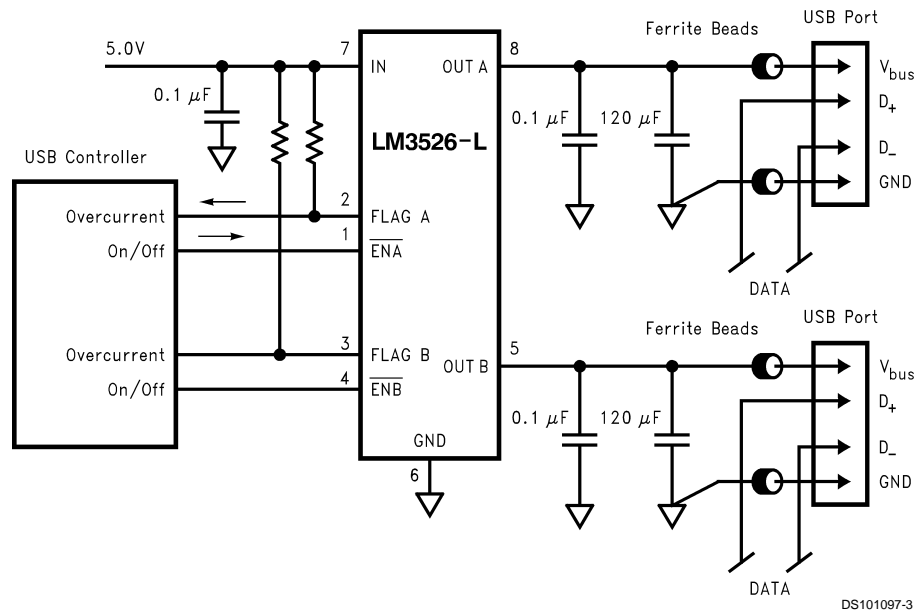 USB Port
Ferrite Beads
5.0V
7
IN
OUT A
8
Vbus
0.1 μF
D+
0.1 μF
120 μF
LM3526-L
USB Controller
D_
GND
Overcurrent
2
FLAG A
On/Off
1
ENA
DATA
USB Port
Ferrite Beads
Overcurrent
3
FLAG B
5
OUT B
Vbus
On/Off
4
ENB
D+
0.1 μF
120 μF
GND
D_
6
GND
DATA
DS101097-3